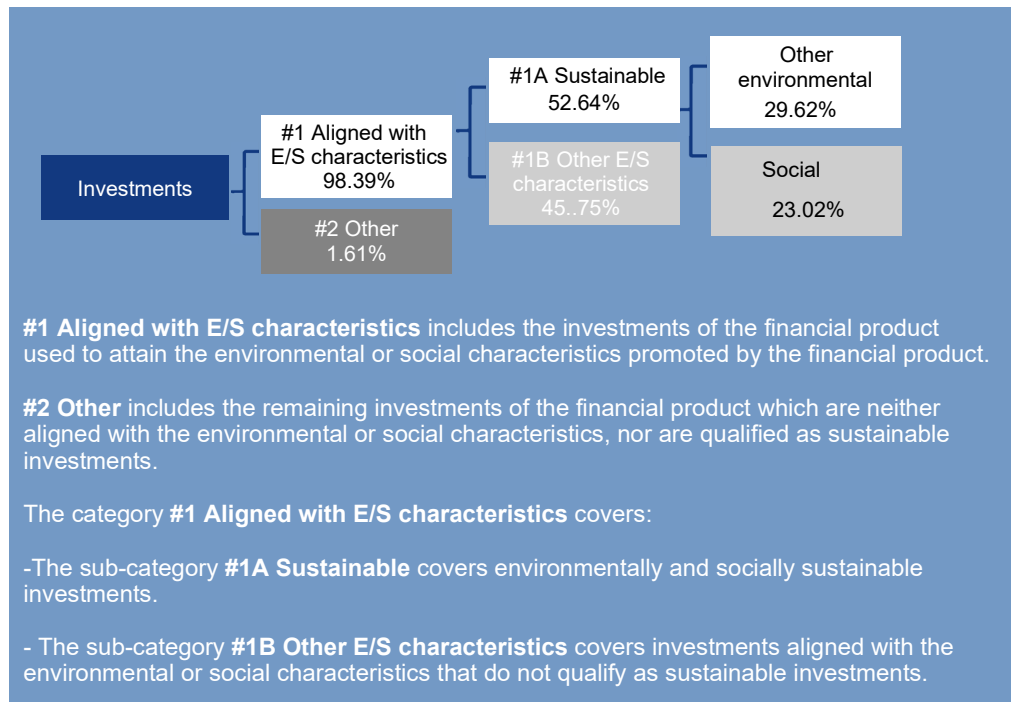 Investments
#1 Aligned with
E/S characteristics
98.39%
#2 Other
1.61%
#1A Sustainable
52.64%
#1B Other E/S
characteristics
45..75%
Other
environmental
29.62%
Social
23.02%
#1 Aligned with E/S characteristics includes the investments of the financial product
used to attain the environmental or social characteristics promoted by the financial product.
#2 Other includes the remaining investments of the financial product which are neither
aligned with the environmental or social characteristics, nor are qualified as sustainable
investments.
The category #1 Aligned with E/S characteristics covers:
-The sub-category #1A Sustainable covers environmentally and socially sustainable
investments.
- The sub-category #1B Other E/S characteristics covers investments aligned with the
environmental or social characteristics that do not qualify as sustainable investments.